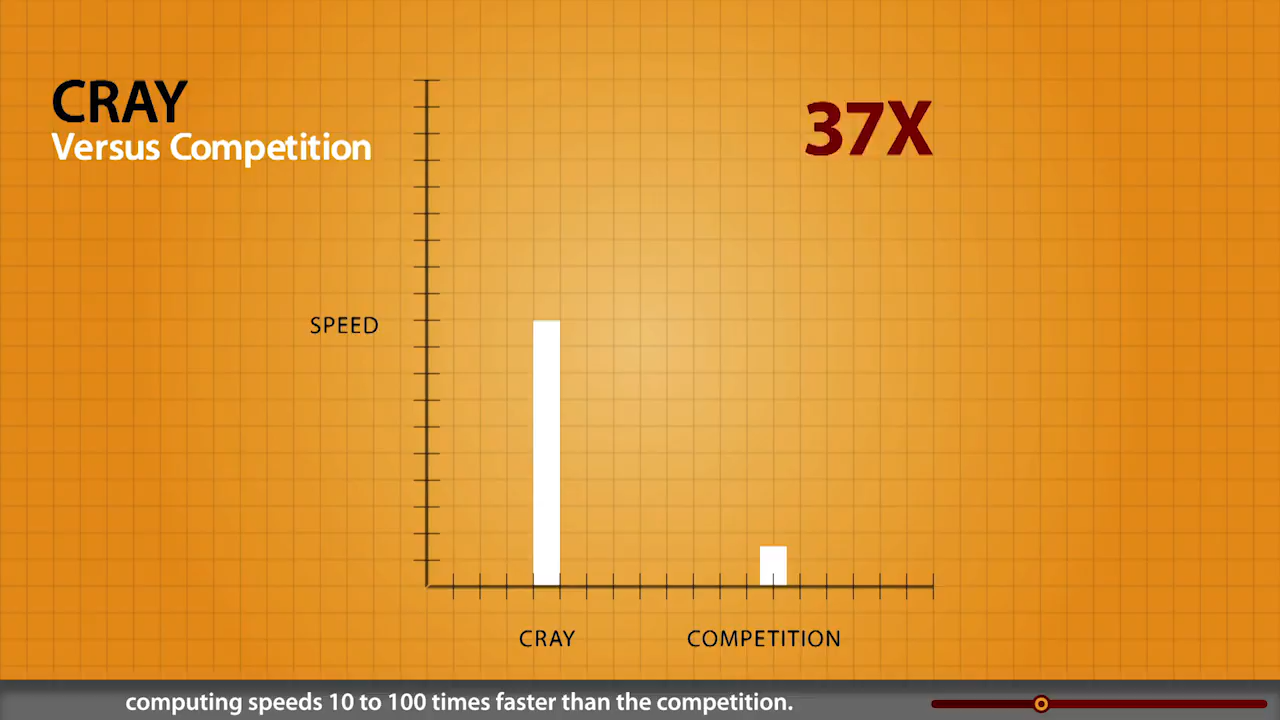 CRAY
Versus Competition
37X
SPEED
CRAY
COMPETITION
computing speeds 10 to 100 times faster than the competition.